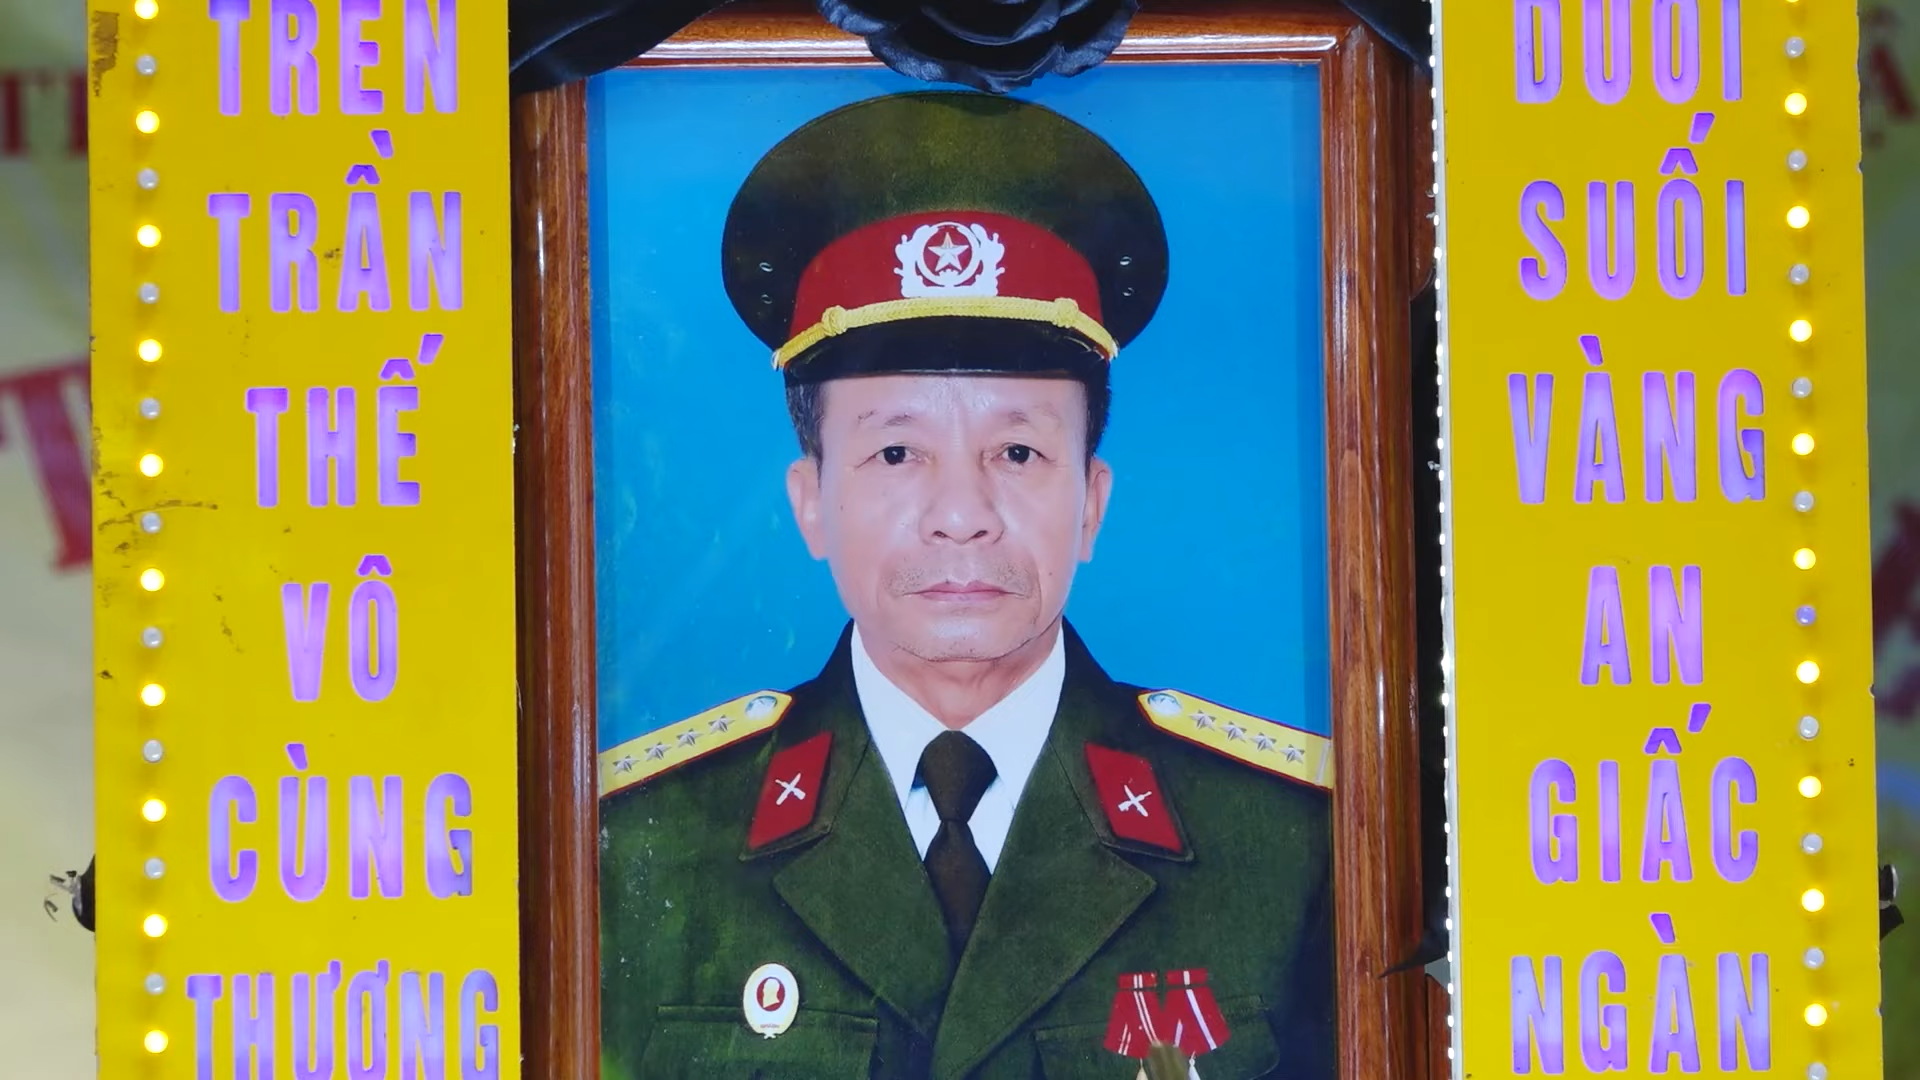 TRÊN
TRẦN
THẾ
VÔ
CÙNG
THƯƠNG
DƯỚI
SUỐI
VÀNG
AN
GIẤC
NGÀN